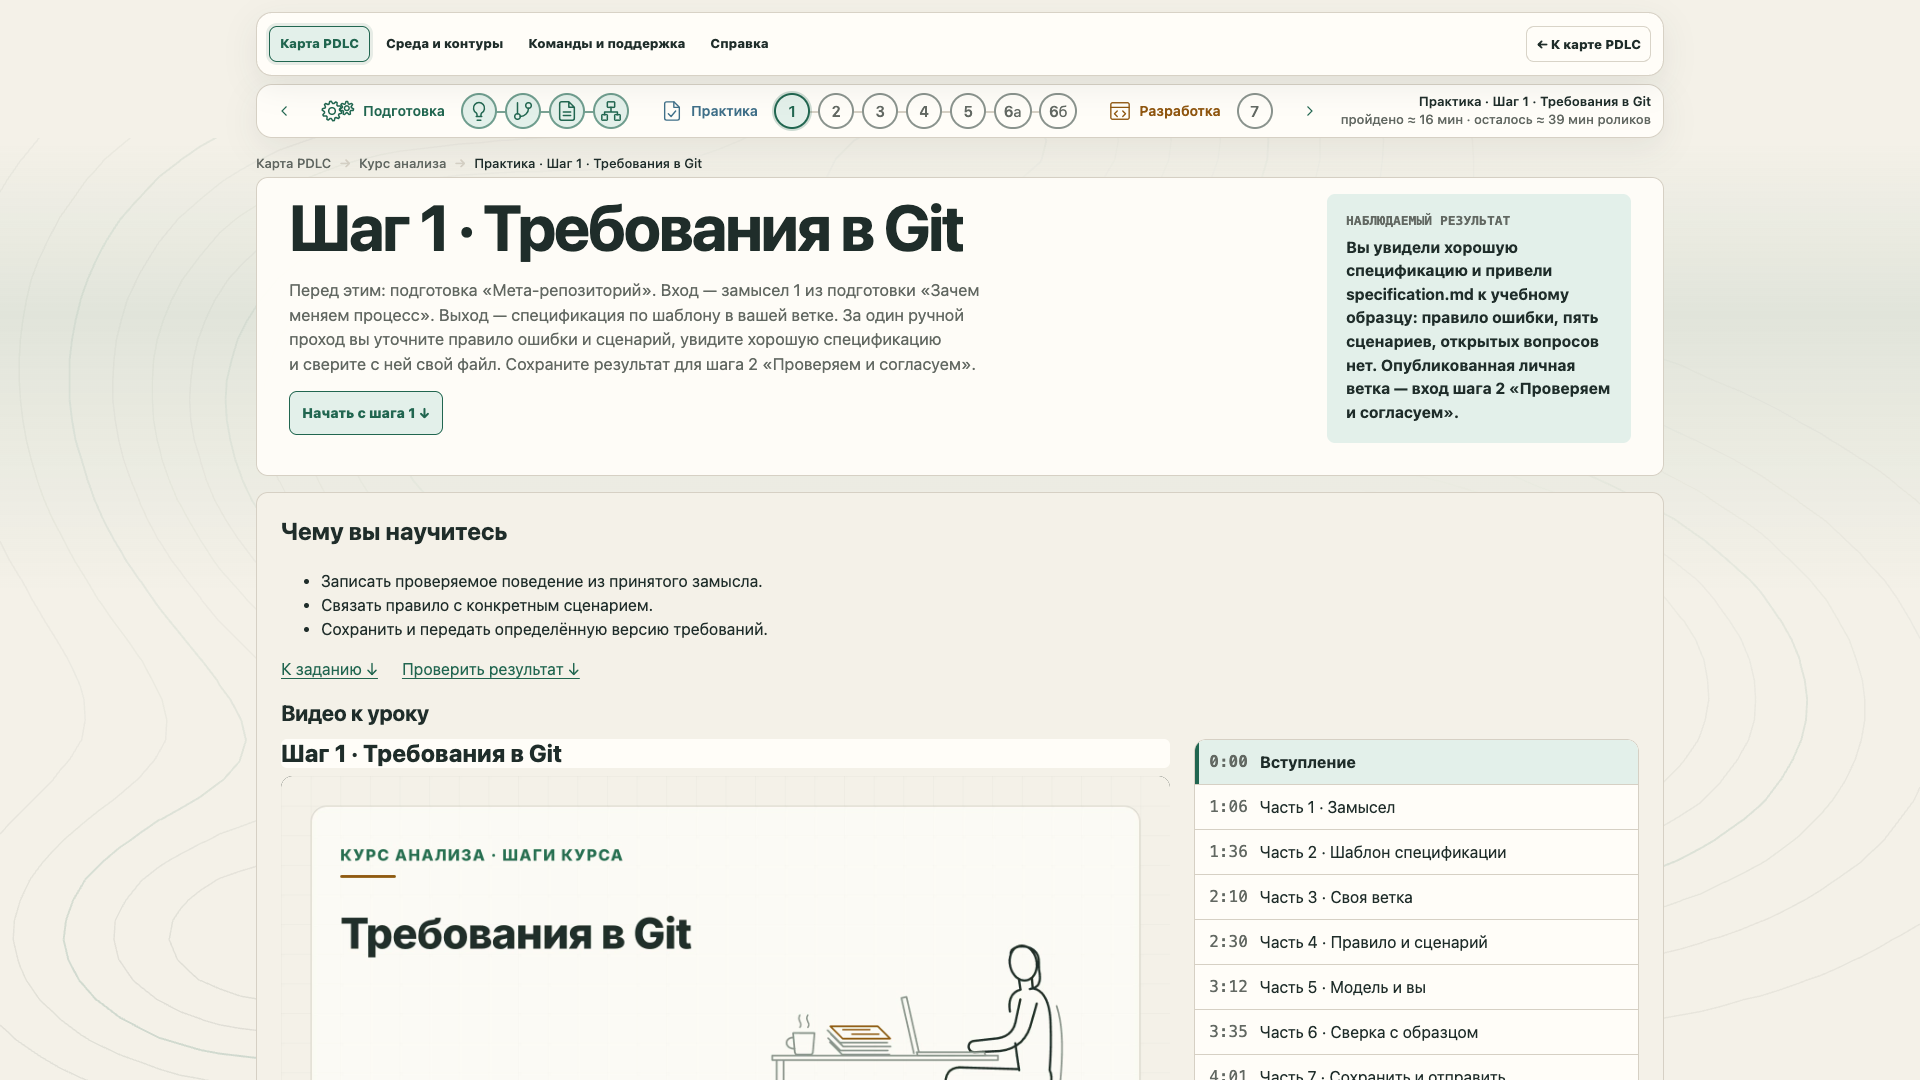 Карта PDLC
Среда и контуры
Команды и поддержка
Справка
← К карте PDLC
Подготовка
Практика
1
2
3
4
5
6а
6б
Разработка
7
Практика · Шаг 1 · Требования в Git
пройдено ≈ 16 мин · осталось ≈ 39 мин роликов
Карта PDLC → Курс анализа → Практика · Шаг 1 · Требования в Git
Шаг 1 · Требования в Git
Перед этим: подготовка «Мета-репозиторий». Вход — замысел 1 из подготовки «Зачем
меняем процесс». Выход — спецификация по шаблону в вашей ветке. За один ручной
проход вы уточните правило ошибки и сценарий, увидите хорошую спецификацию
и сверите с ней свой файл. Сохраните результат для шага 2 «Проверяем и согласуем».
Начать с шага 1 ↓
НАБЛЮДАЕМЫЙ РЕЗУЛЬТАТ
Вы увидели хорошую
спецификацию и привели
specification.md к учебному
образцу: правило ошибки, пять
сценариев, открытых вопросов
нет. Опубликованная личная
ветка — вход шага 2 «Проверяем
и согласуем».
Чему вы научитесь
• Записать проверяемое поведение из принятого замысла.
• Связать правило с конкретным сценарием.
• Сохранить и передать определённую версию требований.
К заданию ↓
Проверить результат ↓
Видео к уроку
Шаг 1 · Требования в Git
КУРС АНАЛИЗА · ШАГИ КУРСА
Требования в Git
0:00 Вступление
1:06 Часть 1 · Замысел
1:36 Часть 2 · Шаблон спецификации
2:10 Часть 3 · Своя ветка
2:30 Часть 4 · Правило и сценарий
3:12 Часть 5 · Модель и вы
3:35 Часть 6 · Сверка с образцом
4:01 Часть 7 · Сохранить и отправить